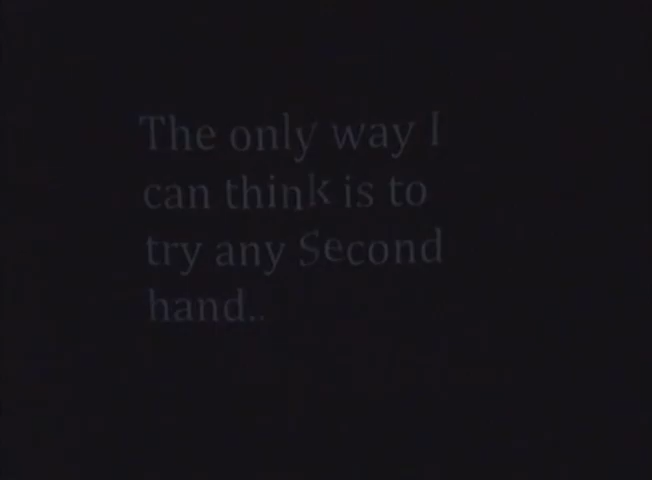 The only way I
can think is to
try any Second
hand..